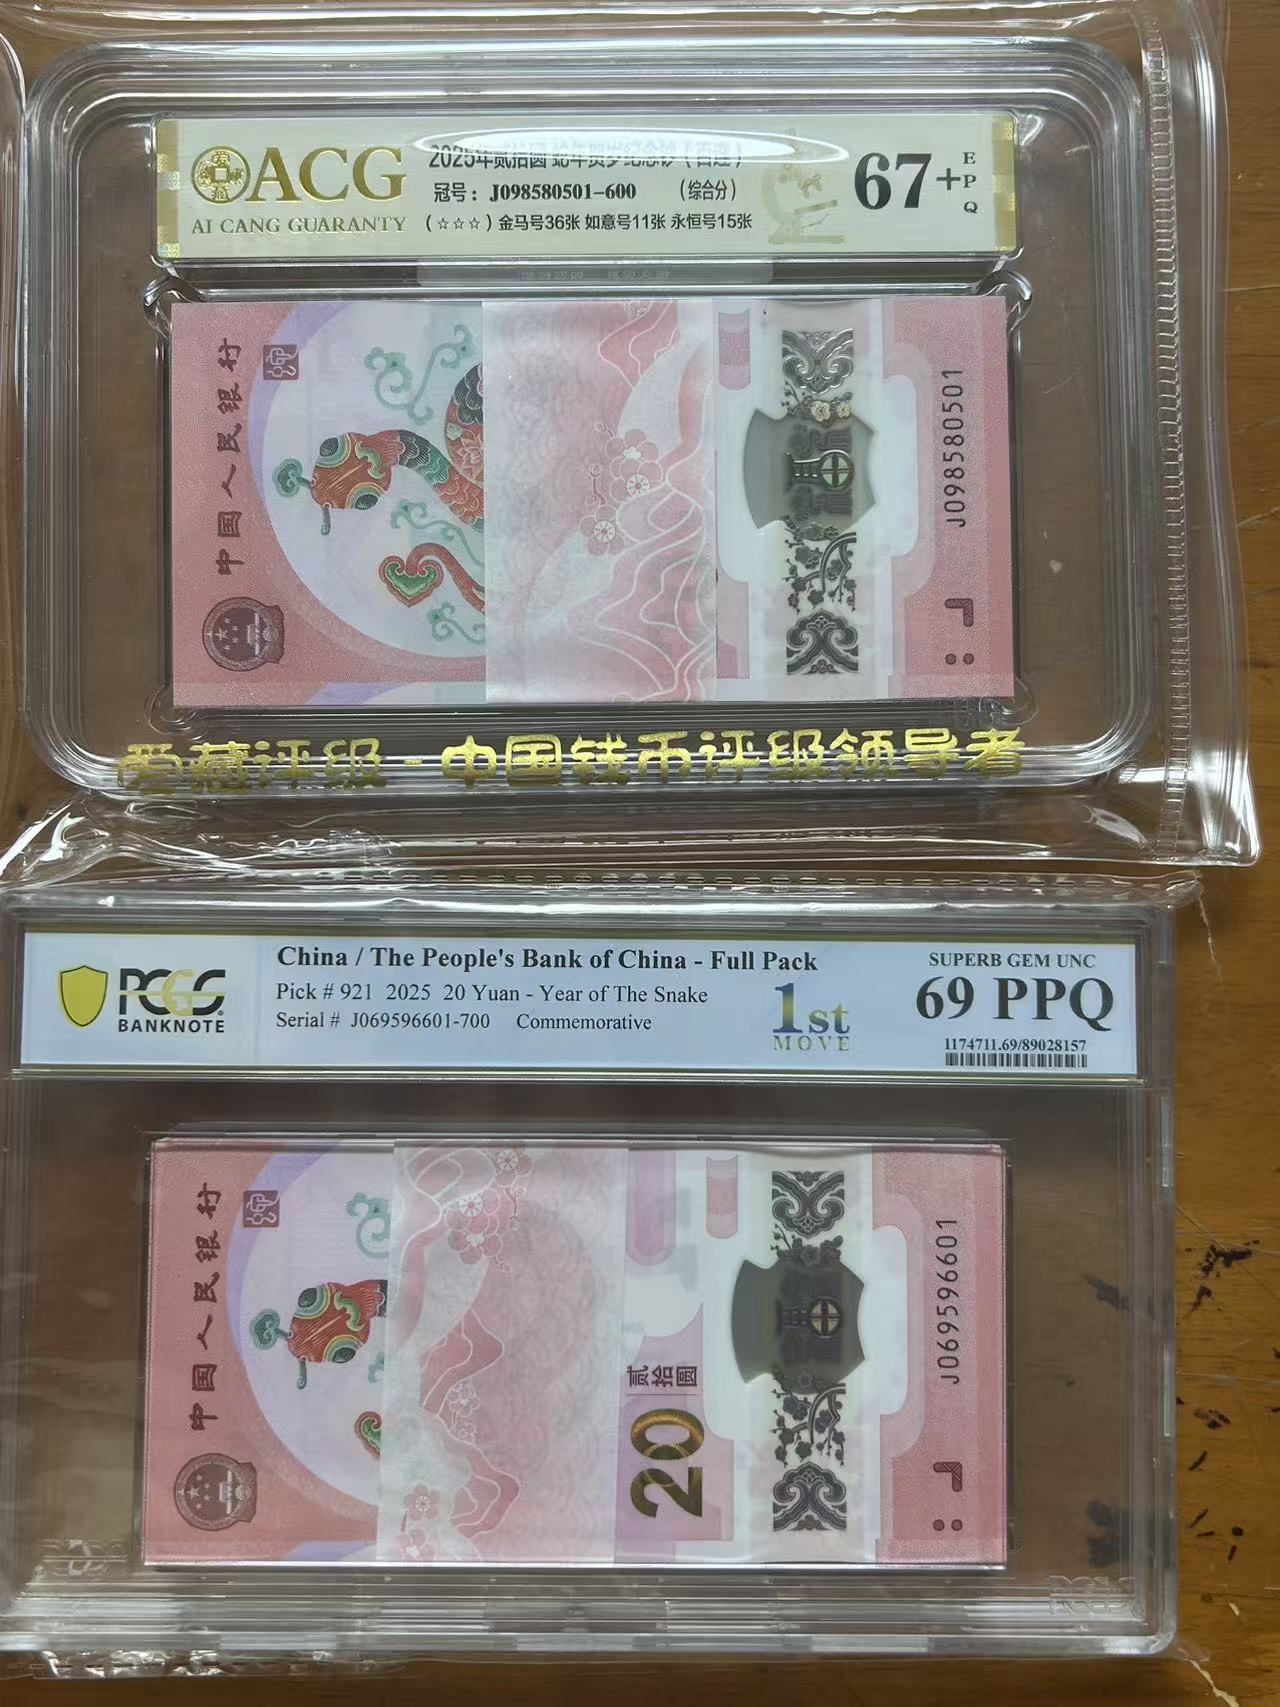 ACG
AI CANG GUARANTY
2025年贰拾圆 蛇年贺岁纪念钞（百连）
冠号：J098580501-600 （综合分）
（☆☆☆）金马号36张 如意号11张 永恒号15张
67+
EPQ
中国人民银行
J098580501
爱藏评级-中国钱币评级领导者
PCGS
BANKNOTE
China / The People's Bank of China - Full Pack
Pick # 921 2025 20 Yuan - Year of The Snake
Serial # J069596601-700 Commemorative
1st
MOVE
SUPERB GEM UNC
69 PPQ
1174711.69/89028157
中国人民银行
贰拾圆
20
J069596601
PCGS